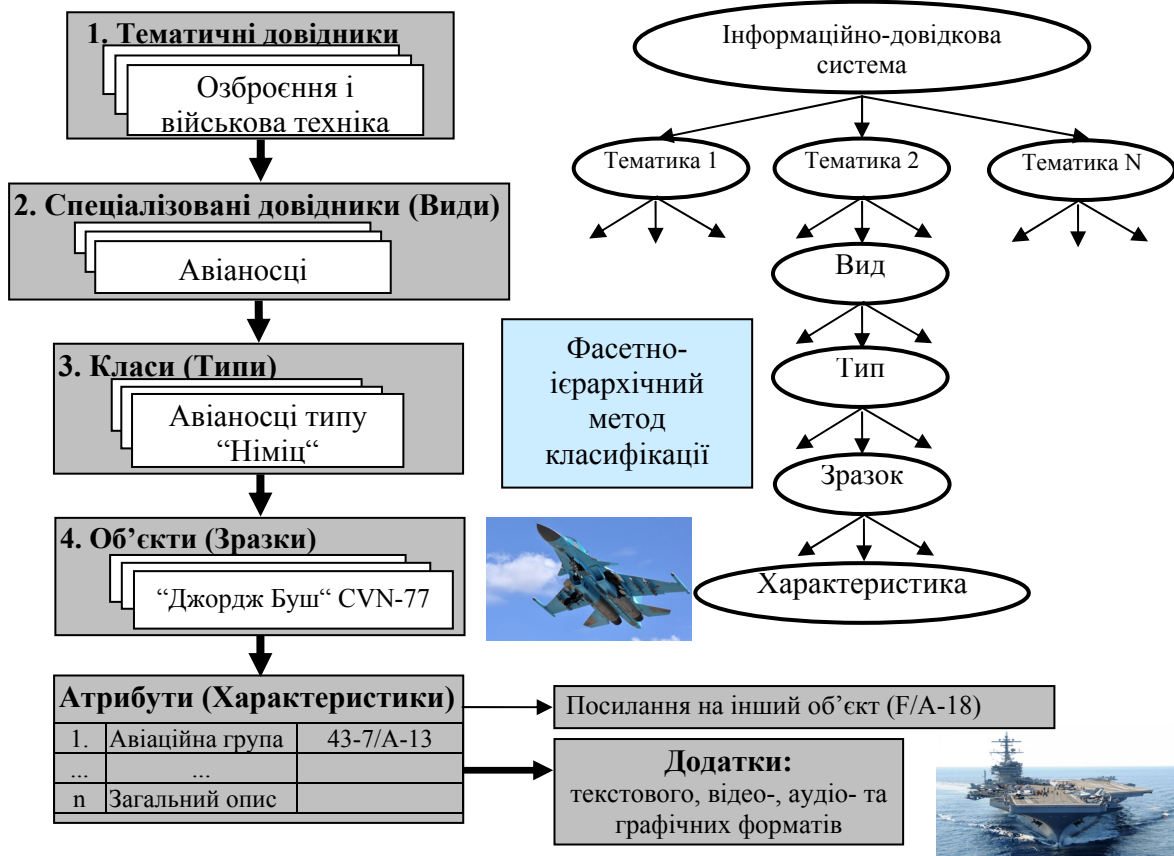 1. Тематичні довідники
Озброєння і
військова техніка
2. Спеціалізовані довідники (Види)
Авіаносці
3. Класи (Типи)
Авіаносці типу
“Німіц“
4. Об’єкти (Зразки)
“Джордж Буш“ CVN-77
Атрибути (Характеристики)
1. Авіаційна група 43-7/А-13
... ...
n Загальний опис
Інформаційно-довідкова
система
Тематика 1
Тематика 2
Тематика N
Вид
Тип
Зразок
Характеристика
Фасетно-
ієрархічний
метод
класифікації
Посилання на інший об’єкт (F/A-18)
Додатки:
текстового, відео-, аудіо- та
графічних форматів